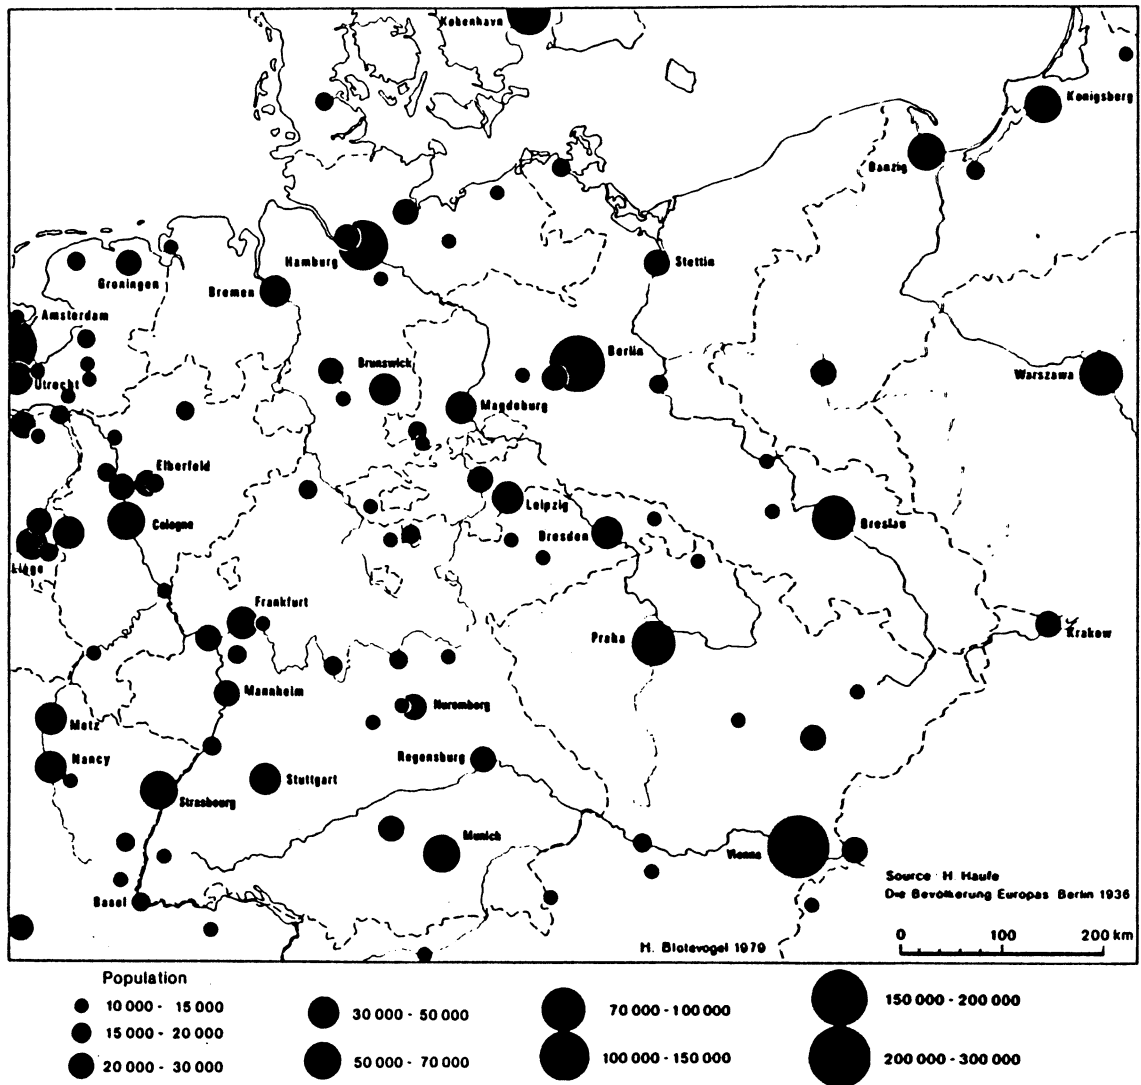 København
Konigsberg
Danzig
Hamburg
Stettin
Groningen
Bremen
Amsterdam
Berlin
Brunswick
Warszawa
Utrecht
Magdeburg
Elberfeld
Leipzig
Cologne
Breslau
Dresden
Liège
Frankfurt
Krakow
Praha
Mannheim
Metz
Nuremberg
Nancy
Regensburg
Stuttgart
Strasbourg
Munich
Vienna
Basel
Source : H. Haufe
Die Bevölkerung Europas Berlin 1936
H. Blotevogel 1979
0 100 200 km
Population
10 000 - 15 000
15 000 - 20 000
20 000 - 30 000
30 000 - 50 000
50 000 - 70 000
70 000 - 100 000
100 000 - 150 000
150 000 - 200 000
200 000 - 300 000